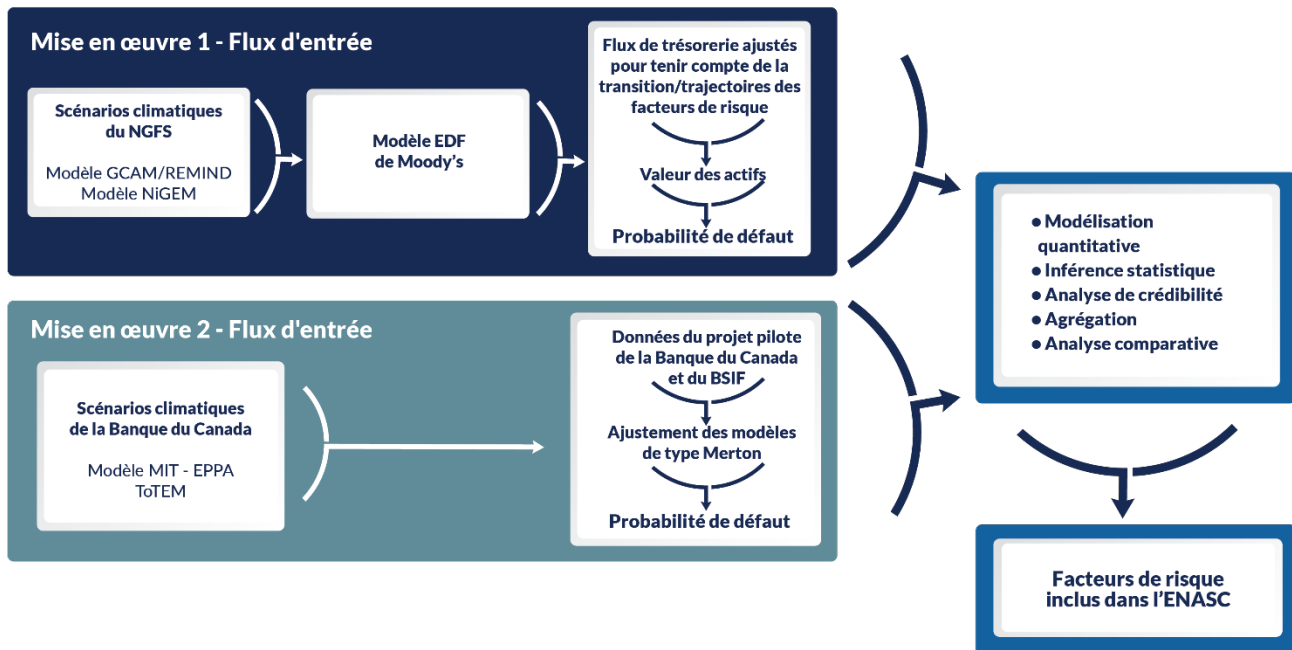 Mise en œuvre 1 - Flux d'entrée
Scénarios climatiques
du NGFS
Modèle GCAM/REMIND
Modèle NiGEM
Modèle EDF
de Moody's
Flux de trésorerie ajustés
pour tenir compte de la
transition/trajectoires des
facteurs de risque
Valeur des actifs
Probabilité de défaut
Mise en œuvre 2 - Flux d'entrée
Scénarios climatiques
de la Banque du Canada
Modèle MIT - EPPA
ToTEM
Données du projet pilote
de la Banque du Canada
et du BSIF
Ajustement des modèles
de type Merton
Probabilité de défaut
● Modélisation
quantitative
● Inférence statistique
● Analyse de crédibilité
● Agrégation
● Analyse comparative
Facteurs de risque
inclus dans l'ENASC